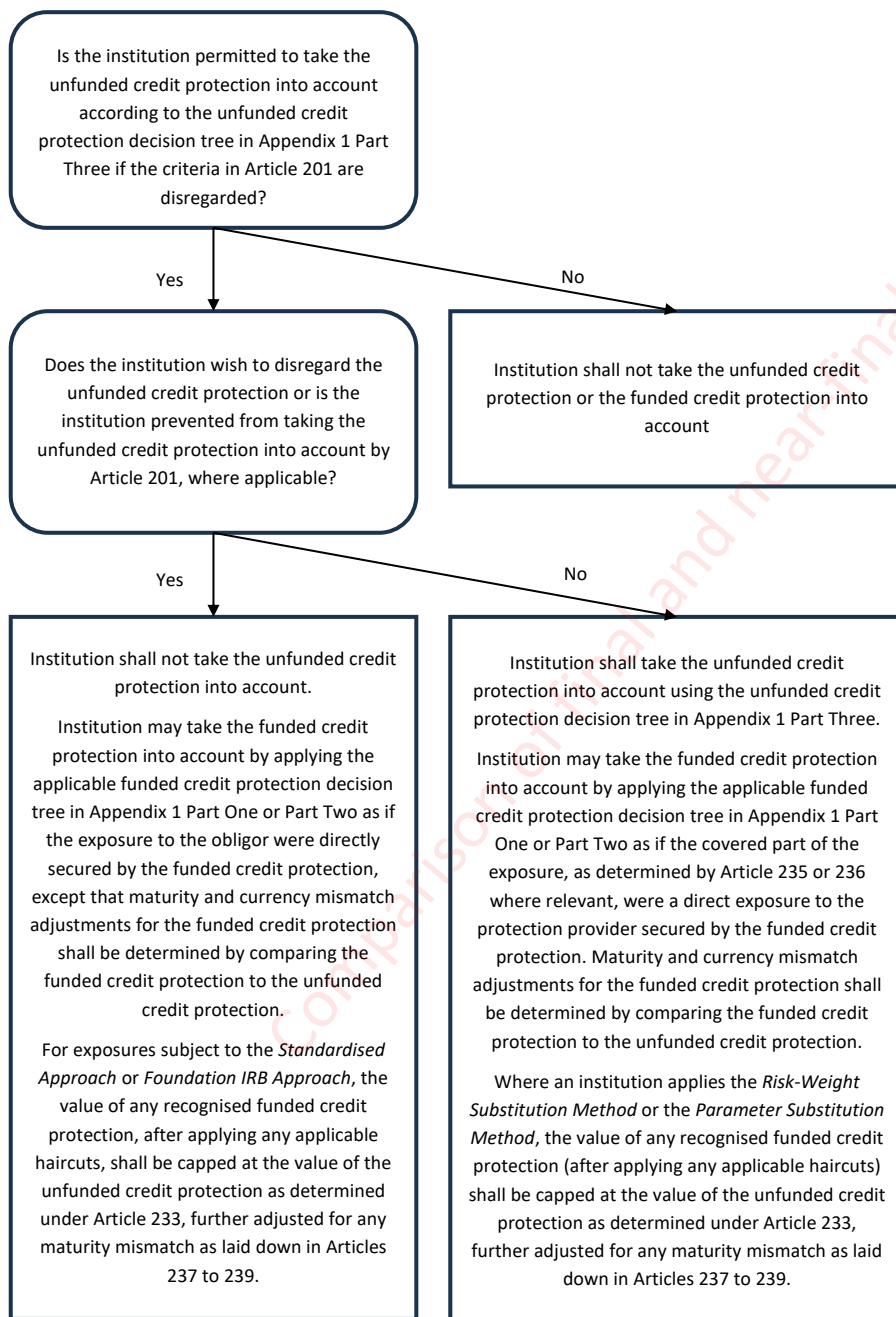 Is the institution permitted to take the
unfunded credit protection into account
according to the unfunded credit
protection decision tree in Appendix 1 Part
Three if the criteria in Article 201 are
disregarded?
Yes
No
Does the institution wish to disregard the
unfunded credit protection or is the
institution prevented from taking the
unfunded credit protection into account by
Article 201, where applicable?
Institution shall not take the unfunded credit
protection or the funded credit protection into
account
Yes
No
Institution shall not take the unfunded credit
protection into account.
Institution may take the funded credit
protection into account by applying the
applicable funded credit protection decision
tree in Appendix 1 Part One or Part Two as if
the exposure to the obligor were directly
secured by the funded credit protection,
except that maturity and currency mismatch
adjustments for the funded credit protection
shall be determined by comparing the
funded credit protection to the unfunded
credit protection.
For exposures subject to the Standardised
Approach or Foundation IRB Approach, the
value of any recognised funded credit
protection, after applying any applicable
haircuts, shall be capped at the value of the
unfunded credit protection as determined
under Article 233, further adjusted for any
maturity mismatch as laid down in Articles
237 to 239.
Institution shall take the unfunded credit
protection into account using the unfunded credit
protection decision tree in Appendix 1 Part Three.
Institution may take the funded credit protection
into account by applying the applicable funded
credit protection decision tree in Appendix 1 Part
One or Part Two as if the covered part of the
exposure, as determined by Article 235 or 236
where relevant, were a direct exposure to the
protection provider secured by the funded credit
protection. Maturity and currency mismatch
adjustments for the funded credit protection shall
be determined by comparing the funded credit
protection to the unfunded credit protection.
Where an institution applies the Risk-Weight
Substitution Method or the Parameter Substitution
Method, the value of any recognised funded credit
protection (after applying any applicable haircuts)
shall be capped at the value of the unfunded credit
protection as determined under Article 233,
further adjusted for any maturity mismatch as laid
down in Articles 237 to 239.
Comparison of final and near-final